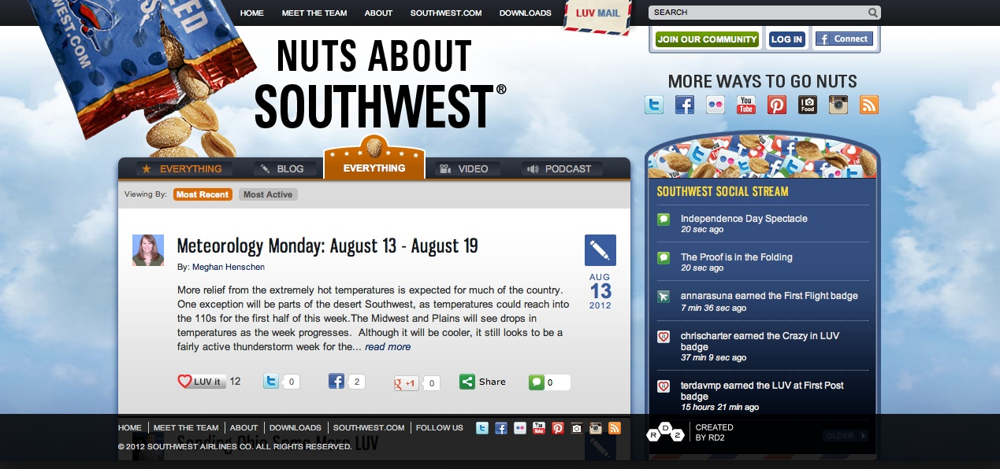 HOME MEET THE TEAM ABOUT SOUTHWEST.COM DOWNLOADS LUV MAIL
SEARCH
JOIN OUR COMMUNITY LOG IN f Connect
WEST.COM
NUTS ABOUT
SOUTHWEST®
MORE WAYS TO GO NUTS
You Tube
Food
EVERYTHING BLOG EVERYTHING VIDEO PODCAST
Viewing By: Most Recent Most Active
Meteorology Monday: August 13 - August 19
By: Meghan Henschen
AUG
13
2012
More relief from the extremely hot temperatures is expected for much of the country.
One exception will be parts of the desert Southwest, as temperatures could reach into
the 110s for the first half of this week.The Midwest and Plains will see drops in
temperatures as the week progresses.  Although it will be cooler, it still looks to be a
fairly active thunderstorm week for the... read more
LUV it 12 0 2 +1 0 Share 0
SOUTHWEST SOCIAL STREAM
Independence Day Spectacle
20 sec ago
The Proof is in the Folding
20 sec ago
annarasuna earned the First Flight badge
7 min 36 sec ago
chrischarter earned the Crazy in LUV
badge
37 min 9 sec ago
terdavmp earned the LUV at First Post
badge
15 hours 21 min ago
OLDER
Sending Ohio Some More LUV
HOME MEET THE TEAM ABOUT DOWNLOADS SOUTHWEST.COM FOLLOW US
© 2012 SOUTHWEST AIRLINES CO. ALL RIGHTS RESERVED.
RD2 CREATED
BY RD2